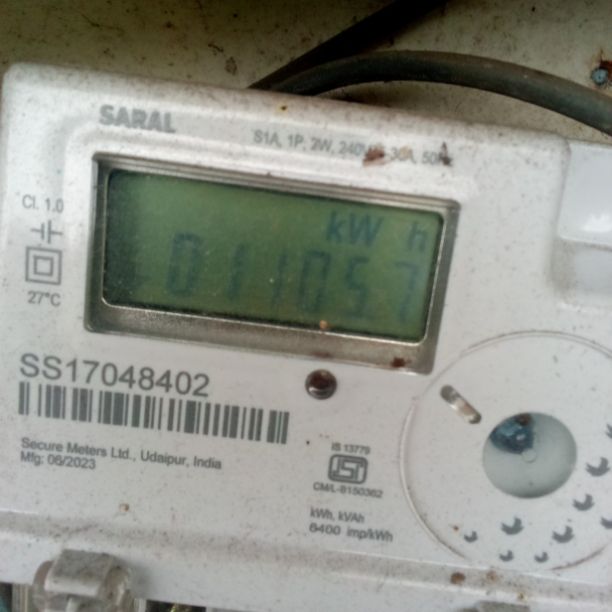 SARAL
S1A, 1P, 2W, 240V, 30A, 50Hz
Cl. 1.0
kW h
011057
27°C
SS17048402
Secure Meters Ltd., Udaipur, India
Mfg: 06/2023
IS 13779
ISI
CM/L-8150362
kWh, kVAh
6400 imp/kWh